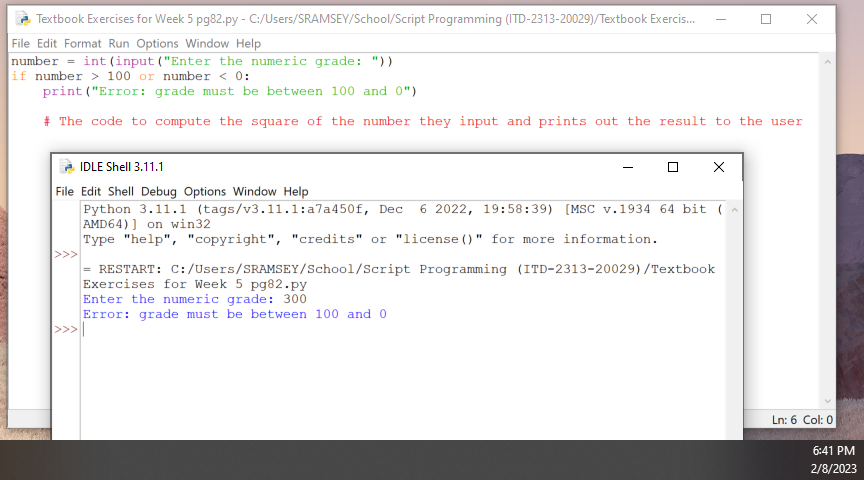 Textbook Exercises for Week 5 pg82.py - C:/Users/SRAMSEY/School/Script Programming (ITD-2313-20029)/Textbook Exercis...
File Edit Format Run Options Window Help
number = int(input("Enter the numeric grade: "))
if number > 100 or number < 0:
    print("Error: grade must be between 100 and 0")
    # The code to compute the square of the number they input and prints out the result to the user
IDLE Shell 3.11.1
File Edit Shell Debug Options Window Help
Python 3.11.1 (tags/v3.11.1:a7a450f, Dec  6 2022, 19:58:39) [MSC v.1934 64 bit (
AMD64)] on win32
Type "help", "copyright", "credits" or "license()" for more information.
>>>
= RESTART: C:/Users/SRAMSEY/School/Script Programming (ITD-2313-20029)/Textbook
Exercises for Week 5 pg82.py
Enter the numeric grade: 300
Error: grade must be between 100 and 0
>>>
Ln: 6 Col: 0
6:41 PM
2/8/2023